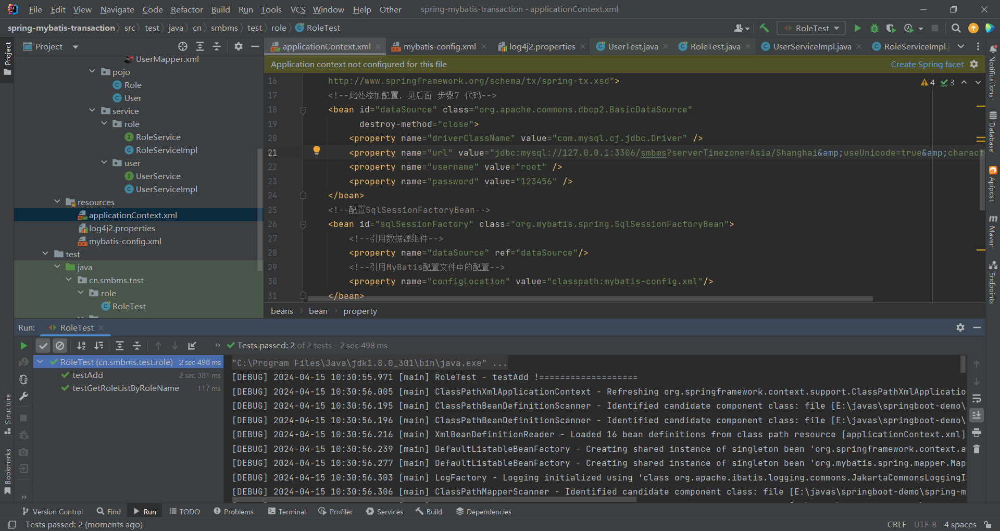 File Edit View Navigate Code Refactor Build Run Tools VCS Window Help Other spring-mybatis-transaction - applicationContext.xml
spring-mybatis-transaction src test java cn smbms test role RoleTest
RoleTest
Project
Project
applicationContext.xml mybatis-config.xml log4j2.properties UserTest.java RoleTest.java UserServiceImpl.java RoleServiceImpl.j
Application context not configured for this file Create Spring facet
UserMapper.xml
pojo
Role
User
service
role
RoleService
RoleServiceImpl
user
UserService
UserServiceImpl
resources
applicationContext.xml
log4j2.properties
mybatis-config.xml
test
java
cn.smbms.test
role
RoleTest
4 3
16 http://www.springframework.org/schema/tx/spring-tx.xsd">
17 <!--此处添加配置，见后面 步骤7 代码-->
18 <bean id="dataSource" class="org.apache.commons.dbcp2.BasicDataSource"
19 destroy-method="close">
20 <property name="driverClassName" value="com.mysql.cj.jdbc.Driver" />
21 <property name="url" value="jdbc:mysql://127.0.0.1:3306/smbms?serverTimezone=Asia/Shanghai&amp;useUnicode=true&amp;charact
22 <property name="username" value="root" />
23 <property name="password" value="123456" />
24 </bean>
25 <!--配置SqlSessionFactoryBean-->
26 <bean id="sqlSessionFactory" class="org.mybatis.spring.SqlSessionFactoryBean">
27 <!--引用数据源组件-->
28 <property name="dataSource" ref="dataSource"/>
29 <!--引用MyBatis配置文件中的配置-->
30 <property name="configLocation" value="classpath:mybatis-config.xml"/>
31 </bean>
beans bean property
Notifications
Database
Apipost
Maven
Endpoints
Run: RoleTest
Tests passed: 2 of 2 tests – 2 sec 498 ms
RoleTest (cn.smbms.test.role) 2 sec 498 ms
testAdd 2 sec 381 ms
testGetRoleListByRoleName 117 ms
"C:\Program Files\Java\jdk1.8.0_301\bin\java.exe" ...
[DEBUG] 2024-04-15 10:30:55.971 [main] RoleTest - testAdd !===================
[DEBUG] 2024-04-15 10:30:56.005 [main] ClassPathXmlApplicationContext - Refreshing org.springframework.context.support.ClassPathXmlApplicatio
[DEBUG] 2024-04-15 10:30:56.195 [main] ClassPathBeanDefinitionScanner - Identified candidate component class: file [E:\javas\springboot-demo\
[DEBUG] 2024-04-15 10:30:56.196 [main] ClassPathBeanDefinitionScanner - Identified candidate component class: file [E:\javas\springboot-demo\
[DEBUG] 2024-04-15 10:30:56.216 [main] XmlBeanDefinitionReader - Loaded 16 bean definitions from class path resource [applicationContext.xml]
[DEBUG] 2024-04-15 10:30:56.239 [main] DefaultListableBeanFactory - Creating shared instance of singleton bean 'org.springframework.context.a
[DEBUG] 2024-04-15 10:30:56.277 [main] DefaultListableBeanFactory - Creating shared instance of singleton bean 'org.mybatis.spring.mapper.Map
[DEBUG] 2024-04-15 10:30:56.303 [main] LogFactory - Logging initialized using 'class org.apache.ibatis.logging.commons.JakartaCommonsLoggingI
[DEBUG] 2024-04-15 10:30:56.306 [main] ClassPathMapperScanner - Identified candidate component class: file [E:\javas\springboot-demo\spring-m
Structure
Bookmarks
Version Control Find Run TODO Problems Terminal Profiler Services Build Dependencies
Tests passed: 2 (moments ago) CRLF UTF-8 4 spaces